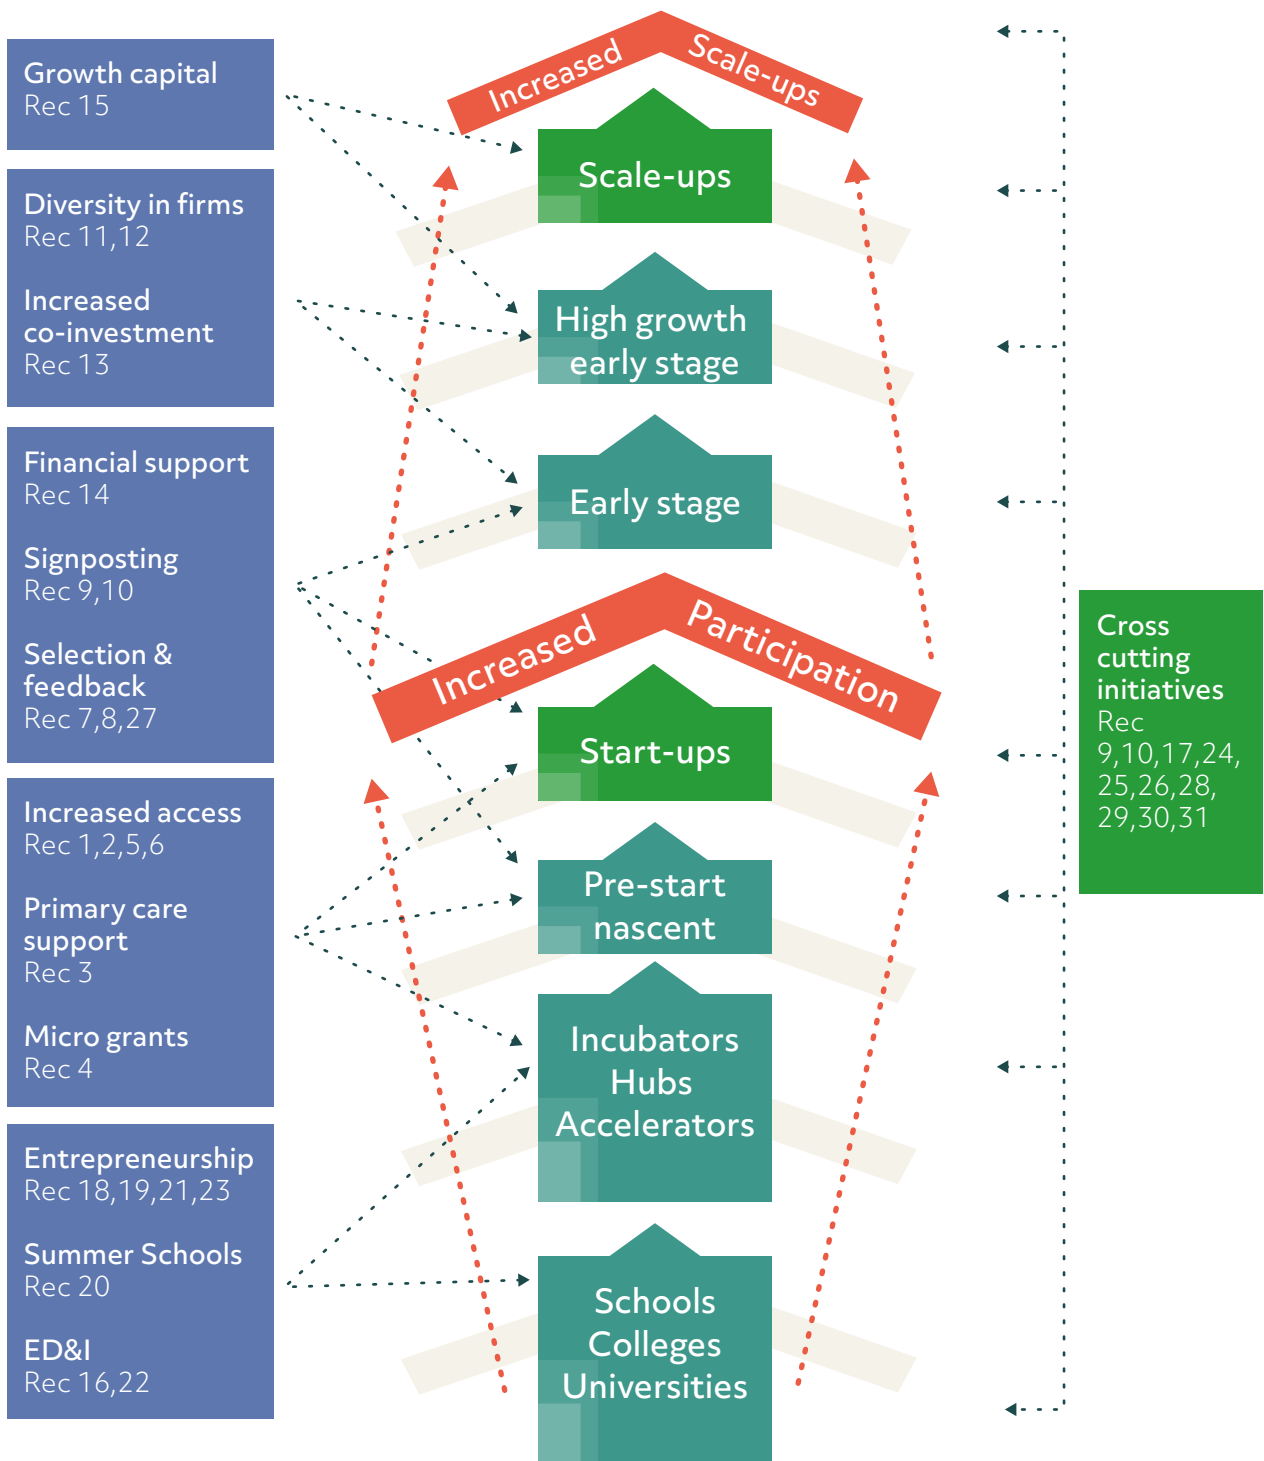 Growth capital
Rec 15
Diversity in firms
Rec 11,12
Increased
co-investment
Rec 13
Financial support
Rec 14
Signposting
Rec 9,10
Selection &
feedback
Rec 7,8,27
Increased access
Rec 1,2,5,6
Primary care
support
Rec 3
Micro grants
Rec 4
Entrepreneurship
Rec 18,19,21,23
Summer Schools
Rec 20
ED&I
Rec 16,22
Increased Scale-ups
Scale-ups
High growth
early stage
Early stage
Increased Participation
Start-ups
Pre-start
nascent
Incubators
Hubs
Accelerators
Schools
Colleges
Universities
Cross
cutting
initiatives
Rec
9,10,17,24,
25,26,28,
29,30,31